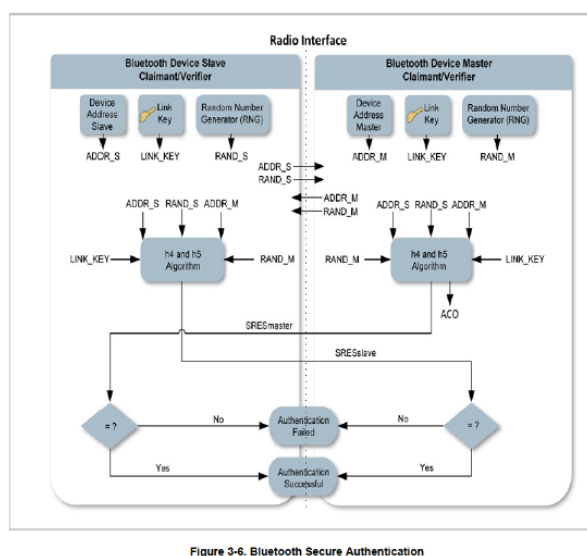 Radio Interface
Bluetooth Device Slave
Claimant/Verifier
Bluetooth Device Master
Claimant/Verifier
Device
Address
Slave
Link
Key
Random Number
Generator (RNG)
Device
Address
Master
Link
Key
Random Number
Generator (RNG)
ADDR_S
LINK_KEY
RAND_S
ADDR_M
LINK_KEY
RAND_M
ADDR_S
RAND_S
ADDR_M
RAND_M
ADDR_S
RAND_S
ADDR_M
ADDR_S
RAND_S
ADDR_M
LINK_KEY
h4 and h5
Algorithm
RAND_M
RAND_M
h4 and h5
Algorithm
LINK_KEY
ACO
SRESmaster
SRESslave
= ?
No
Authentication
Failed
No
= ?
Yes
Authentication
Successful
Yes
Figure 3-6. Bluetooth Secure Authentication